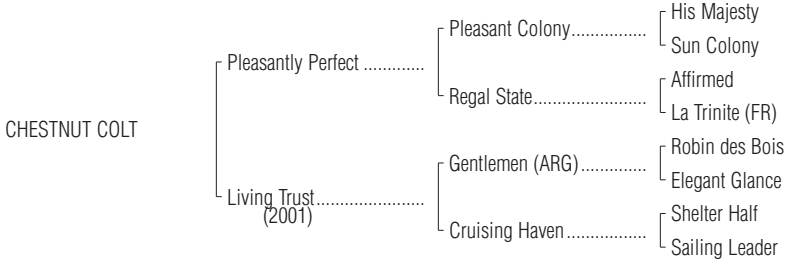 His Majesty
Pleasant Colony................
Sun Colony
Pleasantly Perfect .............
Affirmed
Regal State........................
La Trinite (FR)
CHESTNUT COLT
Robin des Bois
Gentlemen (ARG)..............
Elegant Glance
Living Trust.......................
(2001)
Shelter Half
Cruising Haven.................
Sailing Leader